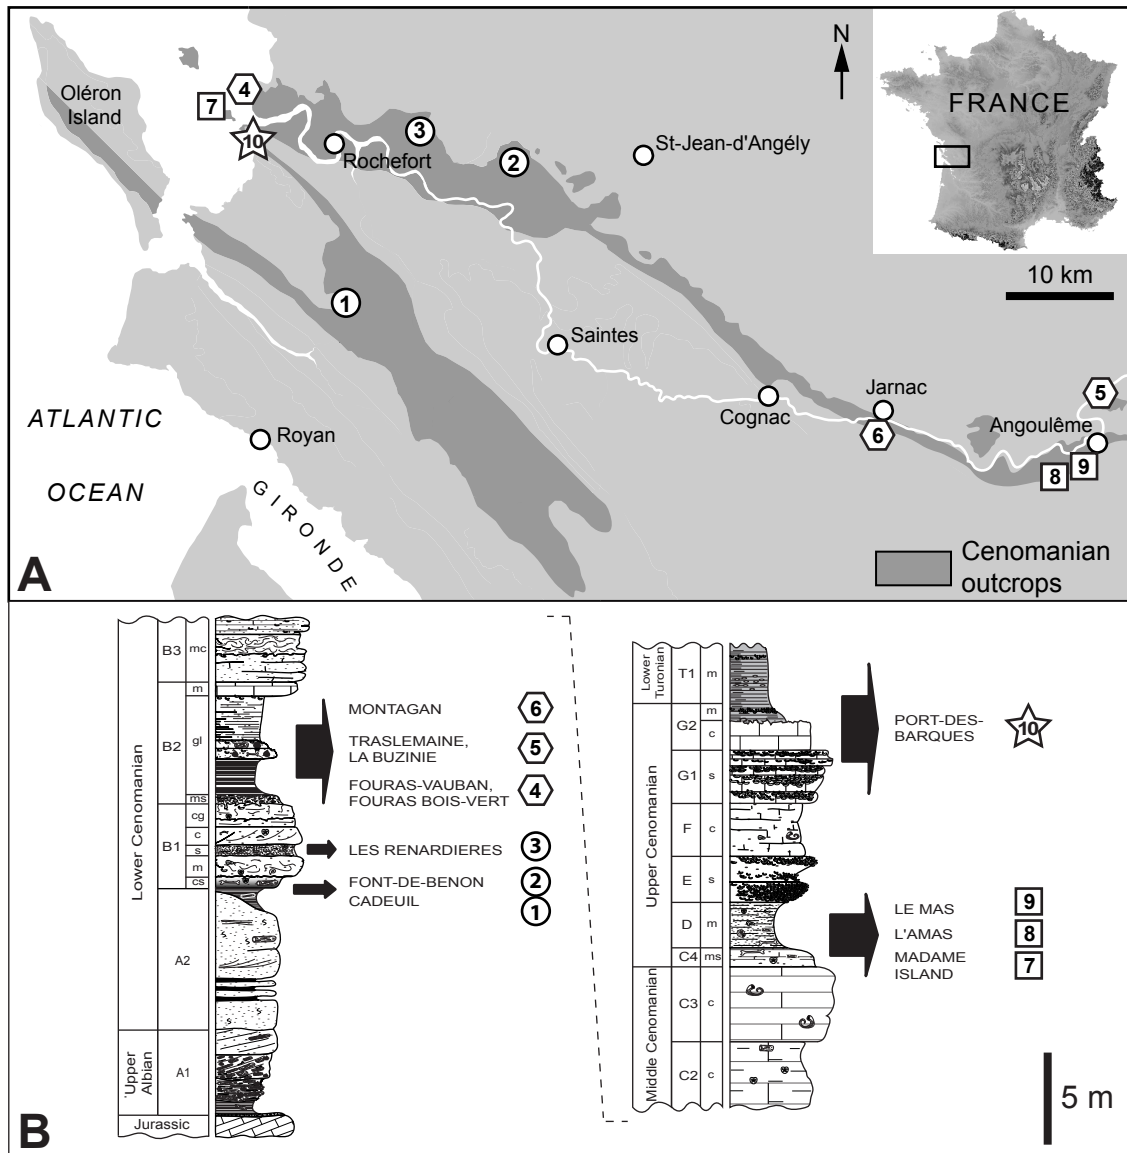 N
FRANCE
10 km
Oléron
Island
4
7
10
Rochefort
3
2
St-Jean-d'Angély
1
Saintes
ATLANTIC
OCEAN
Royan
GIRONDE
Cognac
Jarnac
6
5
Angoulême
8
9
Cenomanian
outcrops
A
Lower Cenomanian
'Upper
Albian
Jurassic
B3
mc
B2
m
gl
ms
B1
cg
c
s
m
cs
A2
A1
MONTAGAN
6
TRASLEMAINE,
LA BUZINIE
5
FOURAS-VAUBAN,
FOURAS BOIS-VERT
4
LES RENARDIERES
3
FONT-DE-BENON
2
CADEUIL
1
Lower
Turonian
Upper Cenomanian
Middle Cenomanian
T1
m
G2
m
c
G1
s
F
c
E
s
D
m
C4
ms
C3
c
C2
c
PORT-DES-
BARQUES
10
LE MAS
9
L'AMAS
8
MADAME
ISLAND
7
5 m
B